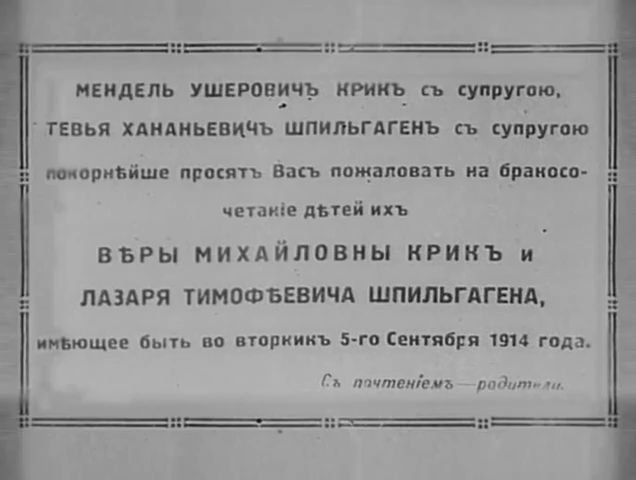 МЕНДЕЛЬ УШЕРОВИЧЪ КРИКЪ съ супругою,
ТЕВЬЯ ХАНАНЬЕВИЧЪ ШПИЛЬГАГЕНЪ съ супругою
покорнѣйше просятъ Васъ пожаловать на бракосо-
четаніе дѣтей ихъ
ВѢРЫ МИХАЙЛОВНЫ КРИКЪ и
ЛАЗАРЯ ТИМОФѢЕВИЧА ШПИЛЬГАГЕНА,
имѣющее быть во вторкикъ 5-го Сентября 1914 года.
Съ почтеніемъ—родители.